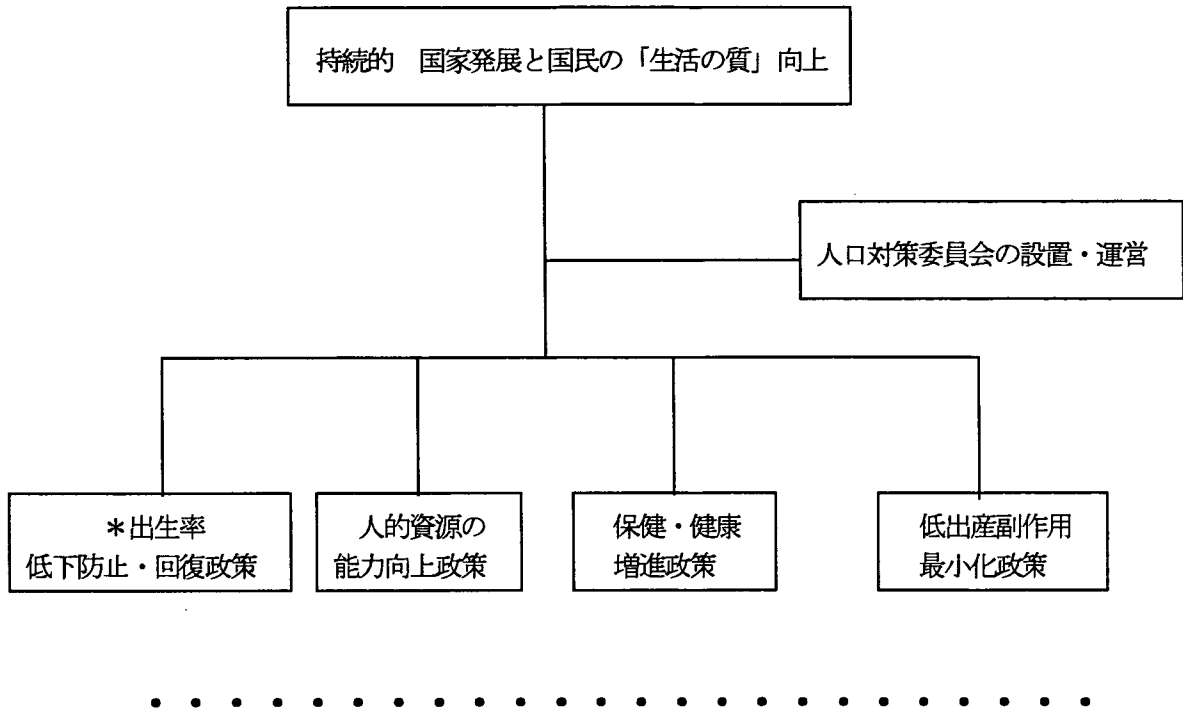 持続的　国家発展と国民の「生活の質」向上
人口対策委員会の設置・運営
＊出生率
低下防止・回復政策
人的資源の
能力向上政策
保健・健康
増進政策
低出産副作用
最小化政策